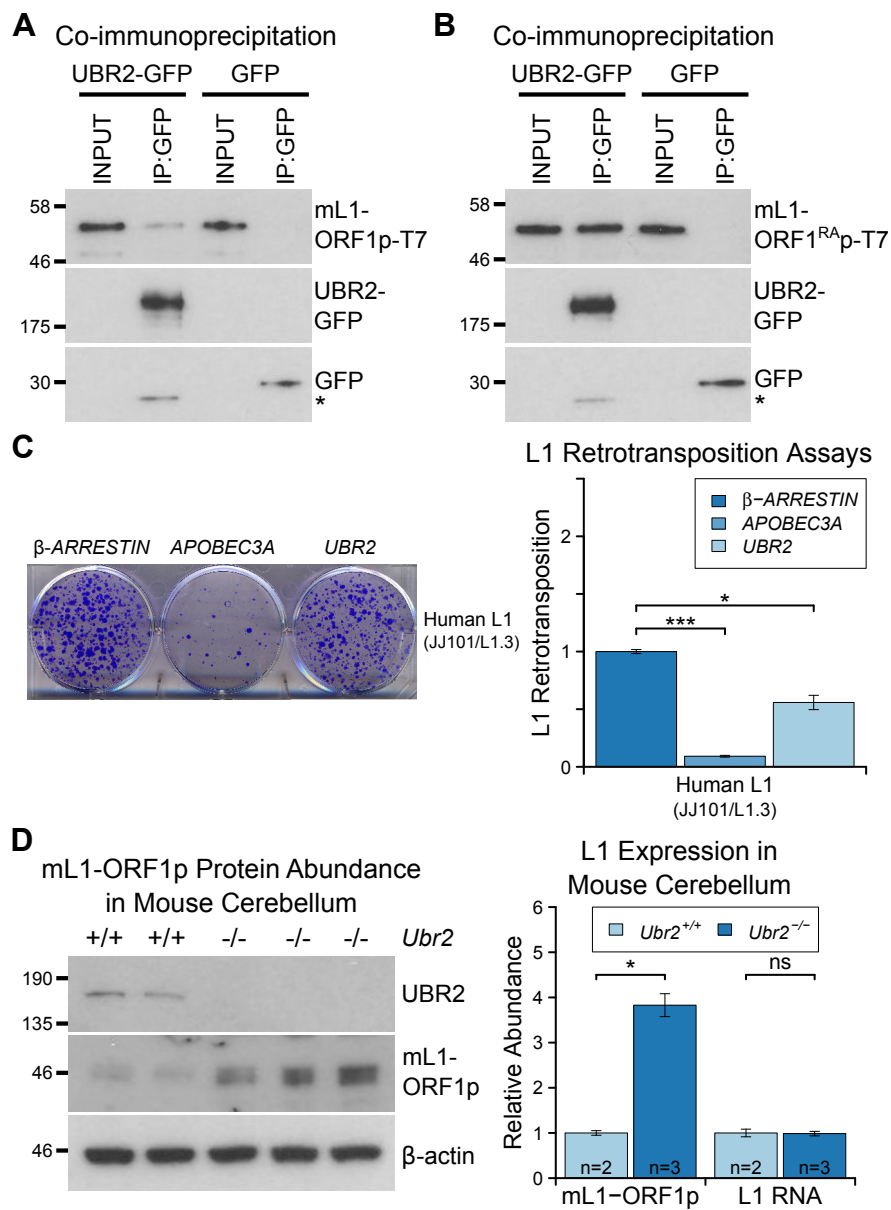 A
Co-immunoprecipitation
UBR2-GFP GFP
INPUT IP:GFP INPUT IP:GFP
58
46
mL1-
ORF1p-T7
175
UBR2-
GFP
30
GFP
*
B
Co-immunoprecipitation
UBR2-GFP GFP
INPUT IP:GFP INPUT IP:GFP
58
46
mL1-
ORF1RAp-T7
175
UBR2-
GFP
30
GFP
*
C
β-ARRESTIN APOBEC3A UBR2
Human L1
(JJ101/L1.3)
L1 Retrotransposition Assays
L1 Retrotransposition
2
1
0
β−ARRESTIN
APOBEC3A
UBR2
*
***
Human L1
(JJ101/L1.3)
D
mL1-ORF1p Protein Abundance
in Mouse Cerebellum
+/+ +/+ -/- -/- -/- Ubr2
190
135
UBR2
46
mL1-
ORF1p
46
β-actin
L1 Expression in
Mouse Cerebellum
Relative Abundance
6
5
4
3
2
1
0
Ubr2+/+ Ubr2−/−
* ns
n=2 n=3 n=2 n=3
mL1−ORF1p L1 RNA